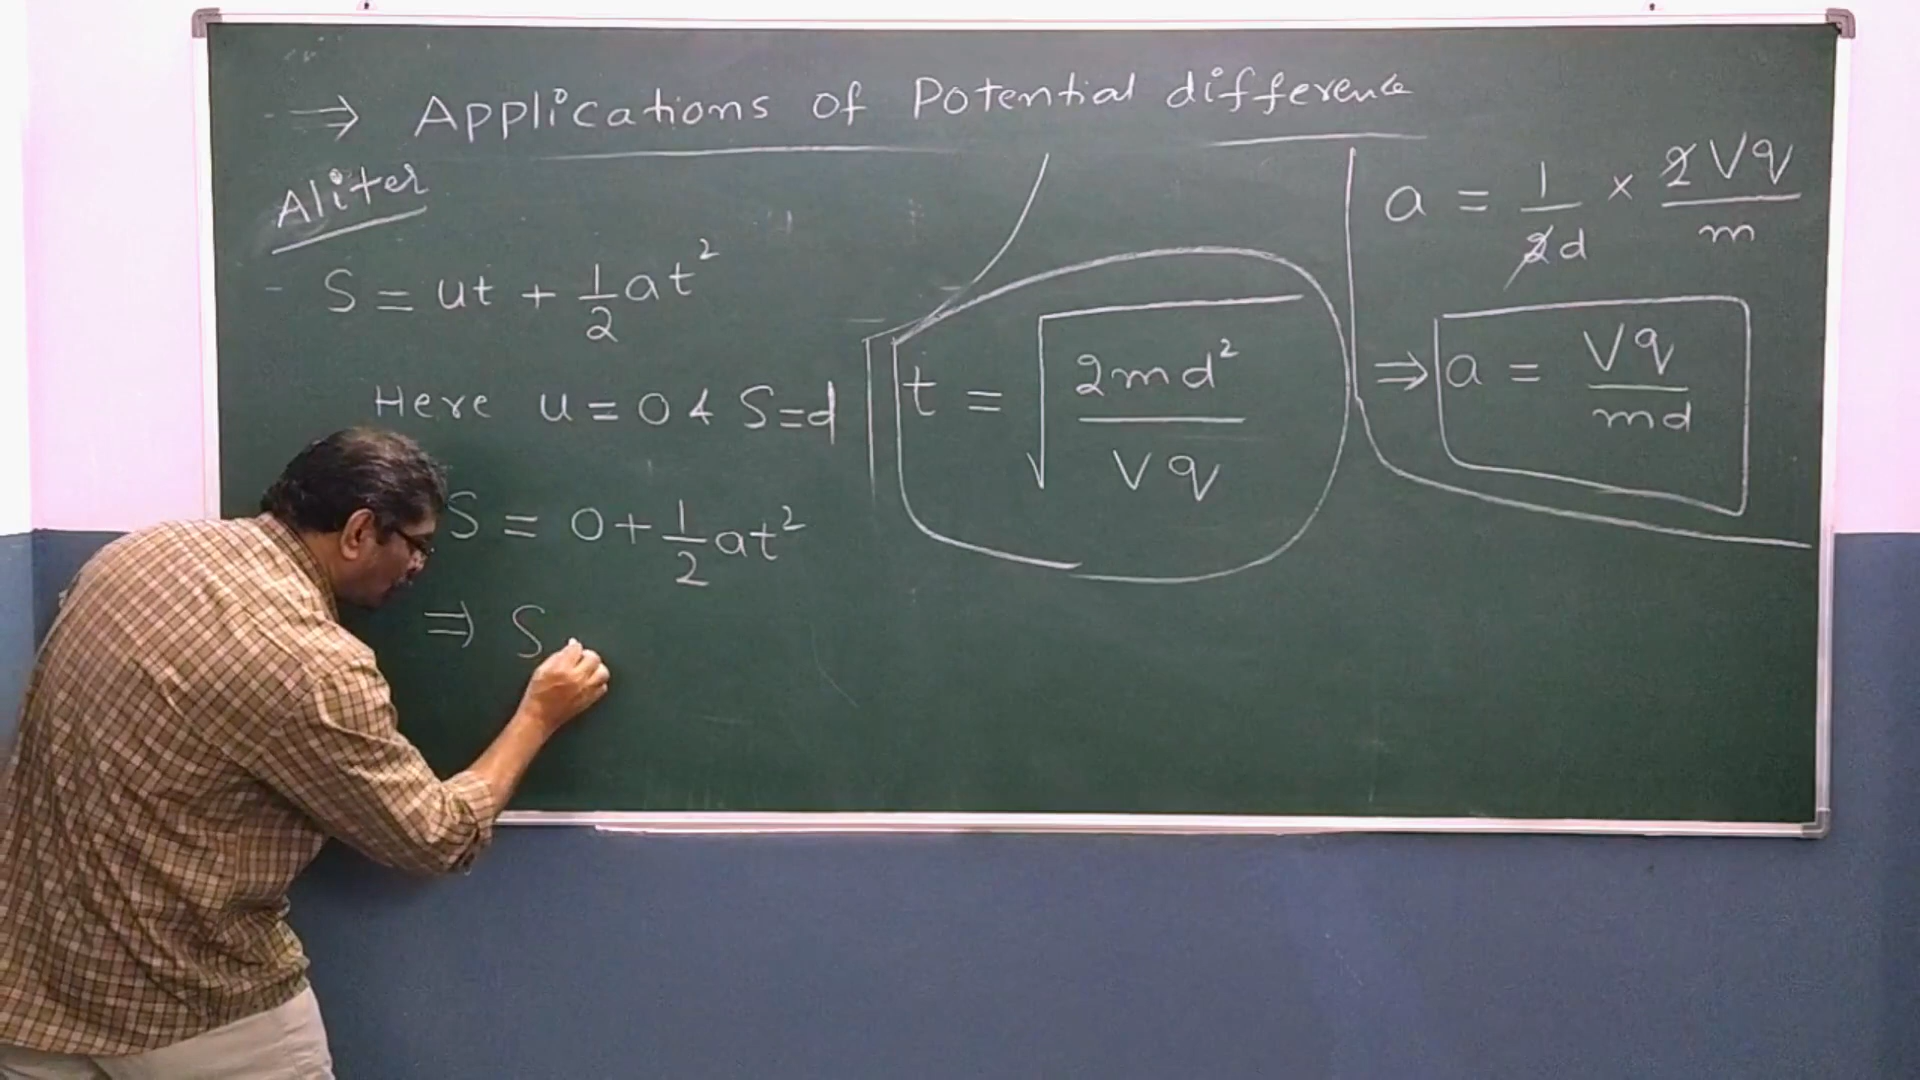 ⇒ Applications of Potential difference
Aliter
S = ut + 1/2 at²
Here u = 0 & S = d
S = 0 + 1/2 at²
⇒ S
t = √(2md²/Vq)
a = 1/2d × 2Vq/m
⇒ a = Vq/md